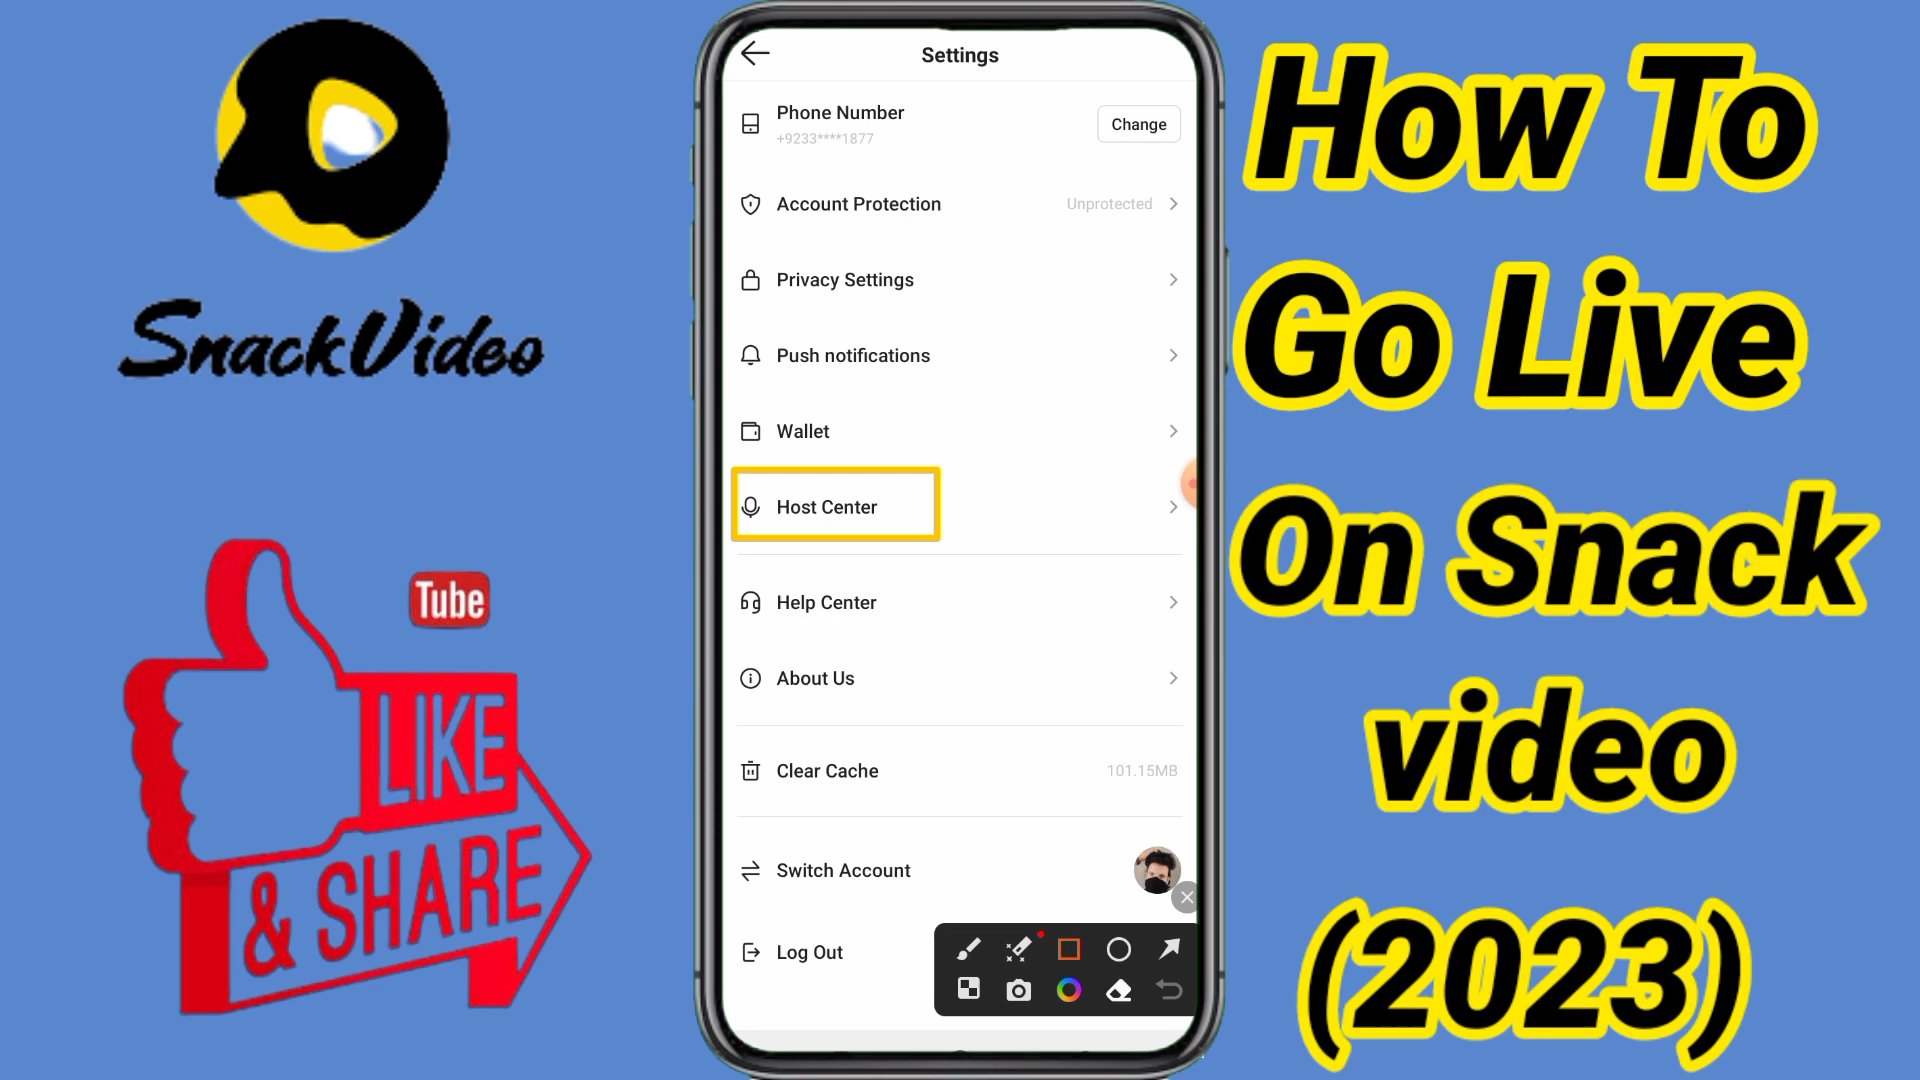 SnackVideo
Tube
LIKE
& SHARE
Settings
Phone Number
+9233****1877
Change
Account Protection
Unprotected
Privacy Settings
Push notifications
Wallet
Host Center
Help Center
About Us
Clear Cache
101.15MB
Switch Account
Log Out
How To
Go Live
On Snack
video
(2023)